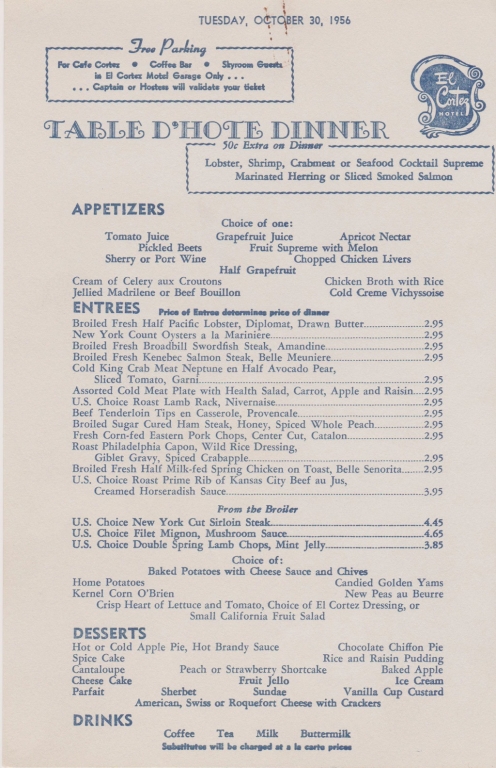 TUESDAY, OCTOBER 30, 1956
Free Parking
For Cafe Cortez • Coffee Bar • Skyroom Guests
in El Cortez Motel Garage Only . . .
. . . Captain or Hostess will validate your ticket
El Cortez
HOTEL
TABLE D'HOTE DINNER
50c Extra on Dinner
Lobster, Shrimp, Crabmeat or Seafood Cocktail Supreme
Marinated Herring or Sliced Smoked Salmon
APPETIZERS
Choice of one:
Tomato Juice Grapefruit Juice Apricot Nectar
Pickled Beets Fruit Supreme with Melon
Sherry or Port Wine Chopped Chicken Livers
Half Grapefruit
Cream of Celery aux Croutons Chicken Broth with Rice
Jellied Madrilene or Beef Bouillon Cold Creme Vichyssoise
ENTREES Price of Entree determines price of dinner
Broiled Fresh Half Pacific Lobster, Diplomat, Drawn Butter 2.95
New York Count Oysters a la Mariniere 2.95
Broiled Fresh Broadbill Swordfish Steak, Amandine 2.95
Broiled Fresh Kenebec Salmon Steak, Belle Meuniere 2.95
Cold King Crab Meat Neptune en Half Avocado Pear,
Sliced Tomato, Garni 2.95
Assorted Cold Meat Plate with Health Salad, Carrot, Apple and Raisin 2.95
U.S. Choice Roast Lamb Rack, Nivernaise 2.95
Beef Tenderloin Tips en Casserole, Provencale 2.95
Broiled Sugar Cured Ham Steak, Honey, Spiced Whole Peach 2.95
Fresh Corn-fed Eastern Pork Chops, Center Cut, Catalon 2.95
Roast Philadelphia Capon, Wild Rice Dressing,
Giblet Gravy, Spiced Crabapple 2.95
Broiled Fresh Half Milk-fed Spring Chicken on Toast, Belle Senorita 2.95
U.S. Choice Roast Prime Rib of Kansas City Beef au Jus,
Creamed Horseradish Sauce 3.95
From the Broiler
U.S. Choice New York Cut Sirloin Steak 4.45
U.S. Choice Filet Mignon, Mushroom Sauce 4.65
U.S. Choice Double Spring Lamb Chops, Mint Jelly 3.85
Choice of:
Baked Potatoes with Cheese Sauce and Chives
Home Potatoes Candied Golden Yams
Kernel Corn O'Brien New Peas au Beurre
Crisp Heart of Lettuce and Tomato, Choice of El Cortez Dressing, or
Small California Fruit Salad
DESSERTS
Hot or Cold Apple Pie, Hot Brandy Sauce Chocolate Chiffon Pie
Spice Cake Rice and Raisin Pudding
Cantaloupe Peach or Strawberry Shortcake Baked Apple
Cheese Cake Fruit Jello Ice Cream
Parfait Sherbet Sundae Vanilla Cup Custard
American, Swiss or Roquefort Cheese with Crackers
DRINKS
Coffee Tea Milk Buttermilk
Substitutes will be charged at a la carte prices